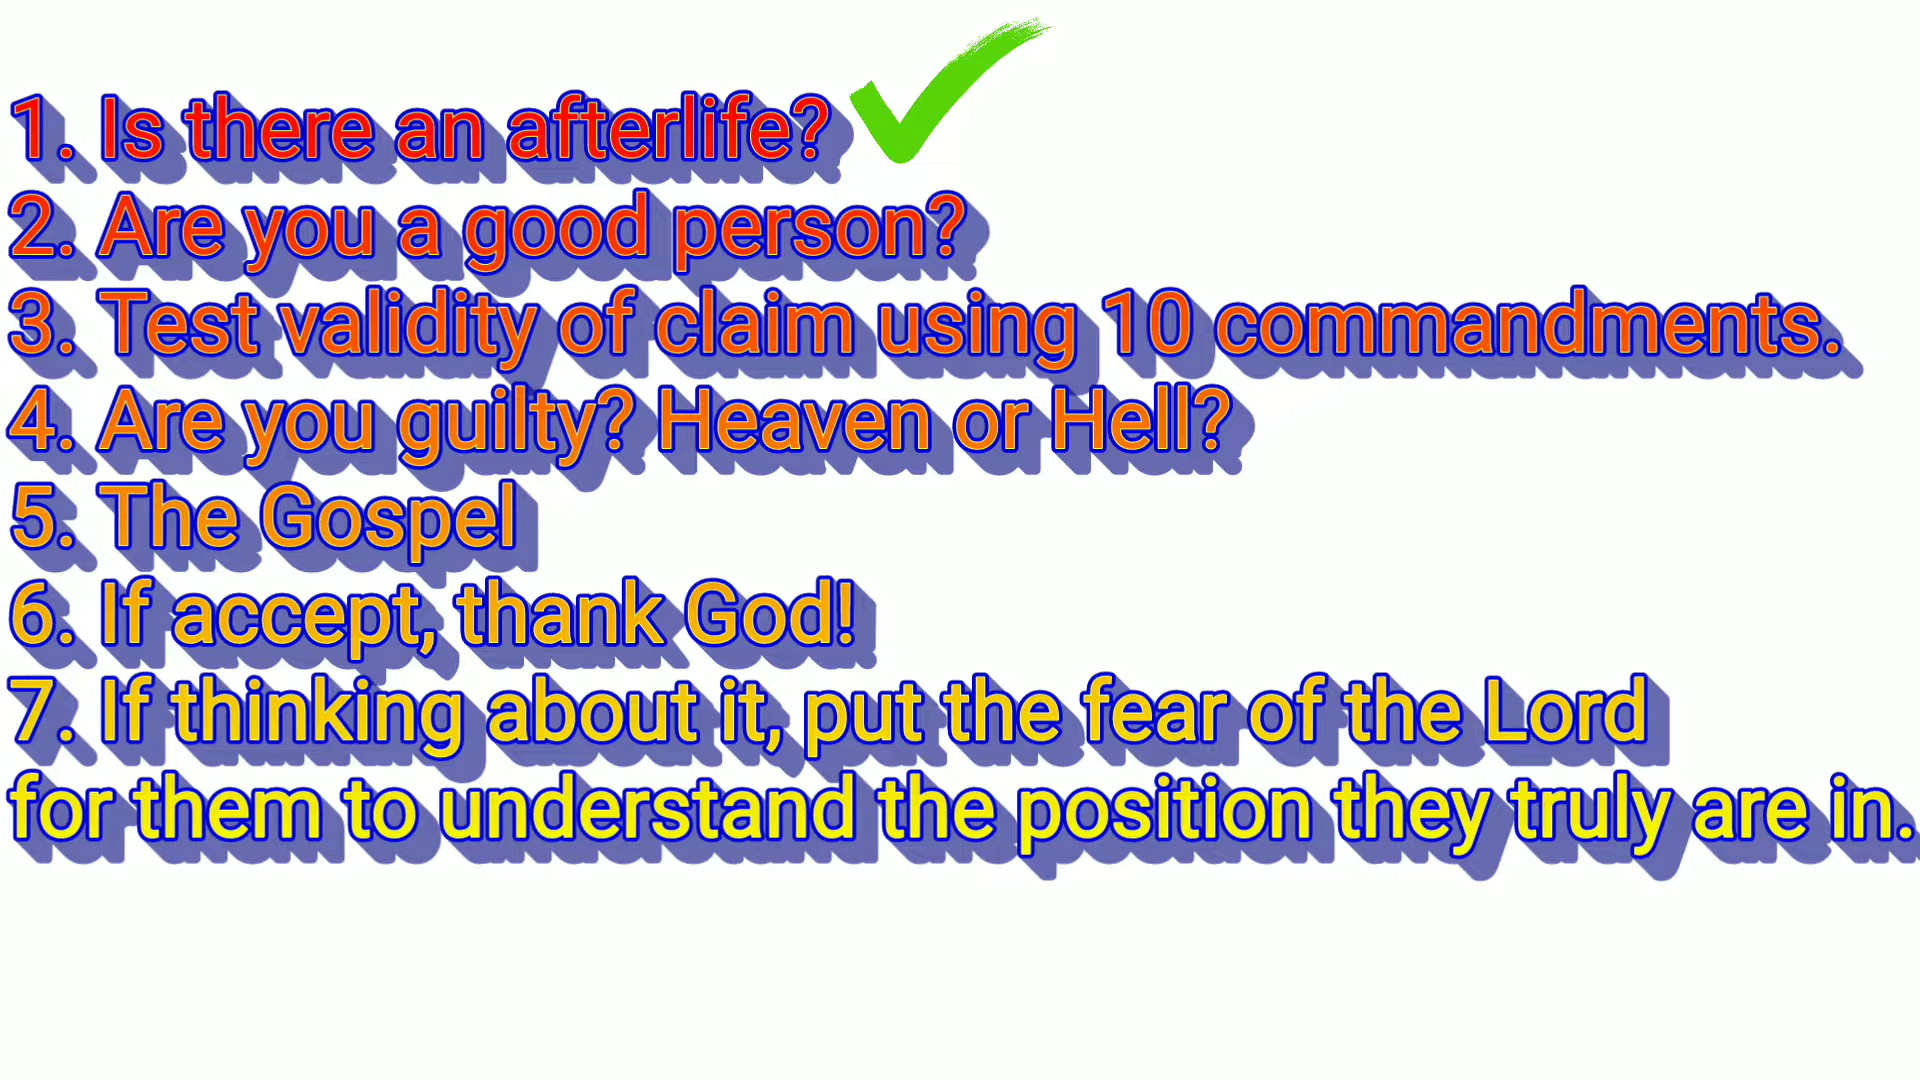 1. Is there an afterlife?
2. Are you a good person?
3. Test validity of claim using 10 commandments.
4. Are you guilty? Heaven or Hell?
5. The Gospel
6. If accept, thank God!
7. If thinking about it, put the fear of the Lord
for them to understand the position they truly are in.